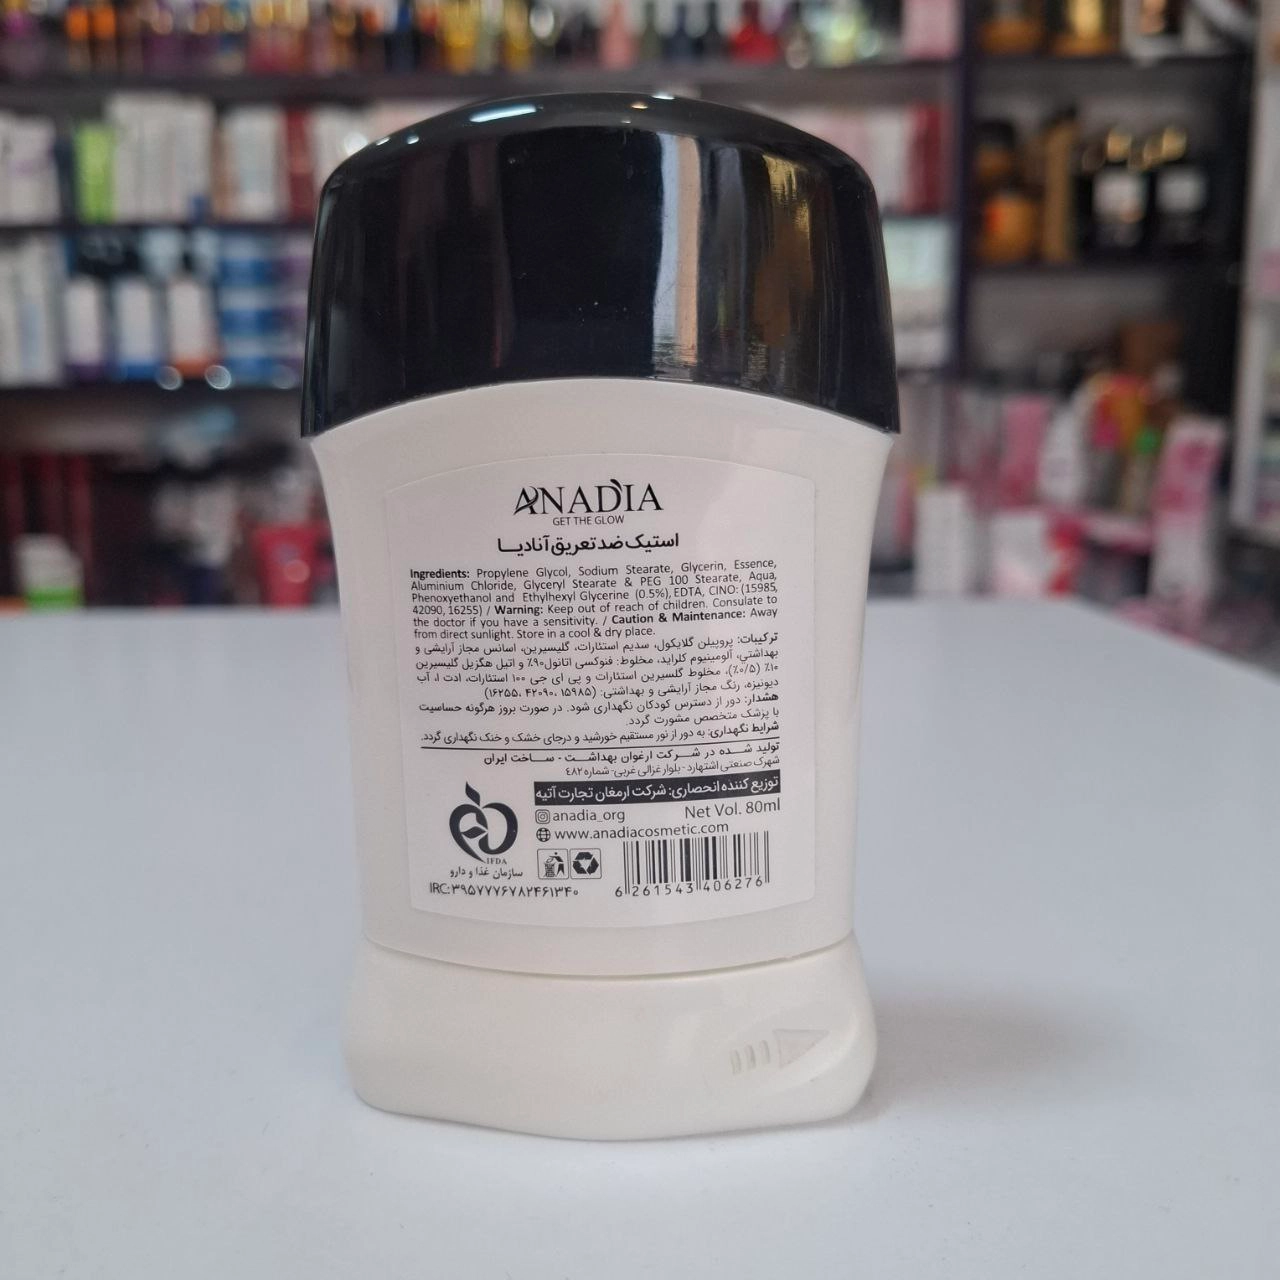 ANADIA
GET THE GLOW
استیک ضد تعریق آنادیا
Ingredients: Propylene Glycol, Sodium Stearate, Glycerin, Essence,
Aluminium Chloride, Glyceryl Stearate & PEG 100 Stearate, Aqua,
Phenoxyethanol and Ethylhexyl Glycerine (0.5%), EDTA, CINO: (15985,
42090, 16255) / Warning: Keep out of reach of children. Consulate to
the doctor if you have a sensitivity. / Caution & Maintenance: Away
from direct sunlight. Store in a cool & dry place.
ترکیبات: پروپیلن گلایکول، سدیم استئارات، گلیسیرین، اسانس مجاز آرایشی و
بهداشتی، آلومینیوم کلراید، مخلوط: فنوکسی اتانول۹۰٪ و اتیل هگزیل گلیسیرین
۱۰٪ (۰/۵٪)، مخلوط گلسیرین استئارات و پی ای جی ۱۰۰ استئارات، ادت ا، آب
دیونیزه، رنگ مجاز آرایشی و بهداشتی: (۱۵۹۸۵ ،۴۲۰۹۰ ،۱۶۲۵۵)
هشدار: دور از دسترس کودکان نگهداری شود. در صورت بروز هرگونه حساسیت
با پزشک متخصص مشورت گردد.
شرایط نگهداری: به دور از نور مستقیم خورشید و درجای خشک و خنک نگهداری گردد.
تولید شده در شرکت ارغوان بهداشت - ساخت ایران
شهرک صنعتی اشتهارد - بلوار غزالی غربی- شماره ٤٨٢
توزیع کننده انحصاری: شرکت ارمغان تجارت آتیه
anadia_org Net Vol. 80ml
www.anadiacosmetic.com
IFDA
سازمان غذا و دارو
IRC:۳۹۵۷۷۷۶۷۸۲۴۶۱۳۴۰
6 261543 406276